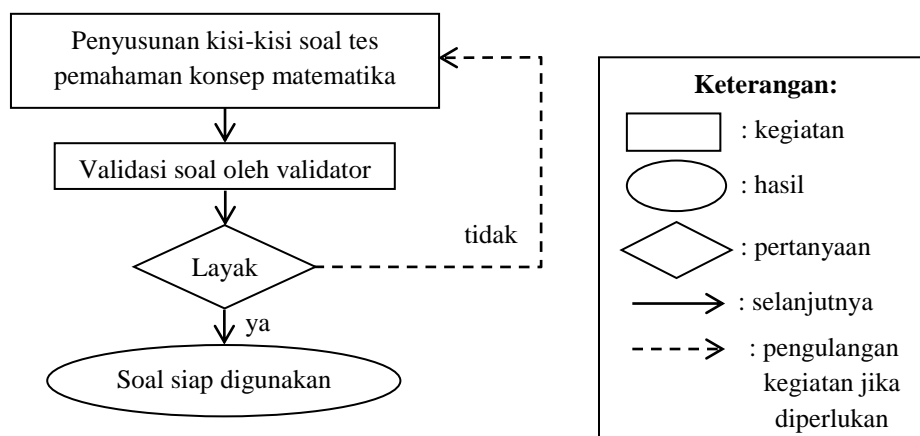 Penyusunan kisi-kisi soal tes
pemahaman konsep matematika
Validasi soal oleh validator
Layak
tidak
ya
Soal siap digunakan
Keterangan:
: kegiatan
: hasil
: pertanyaan
: selanjutnya
: pengulangan
kegiatan jika
diperlukan